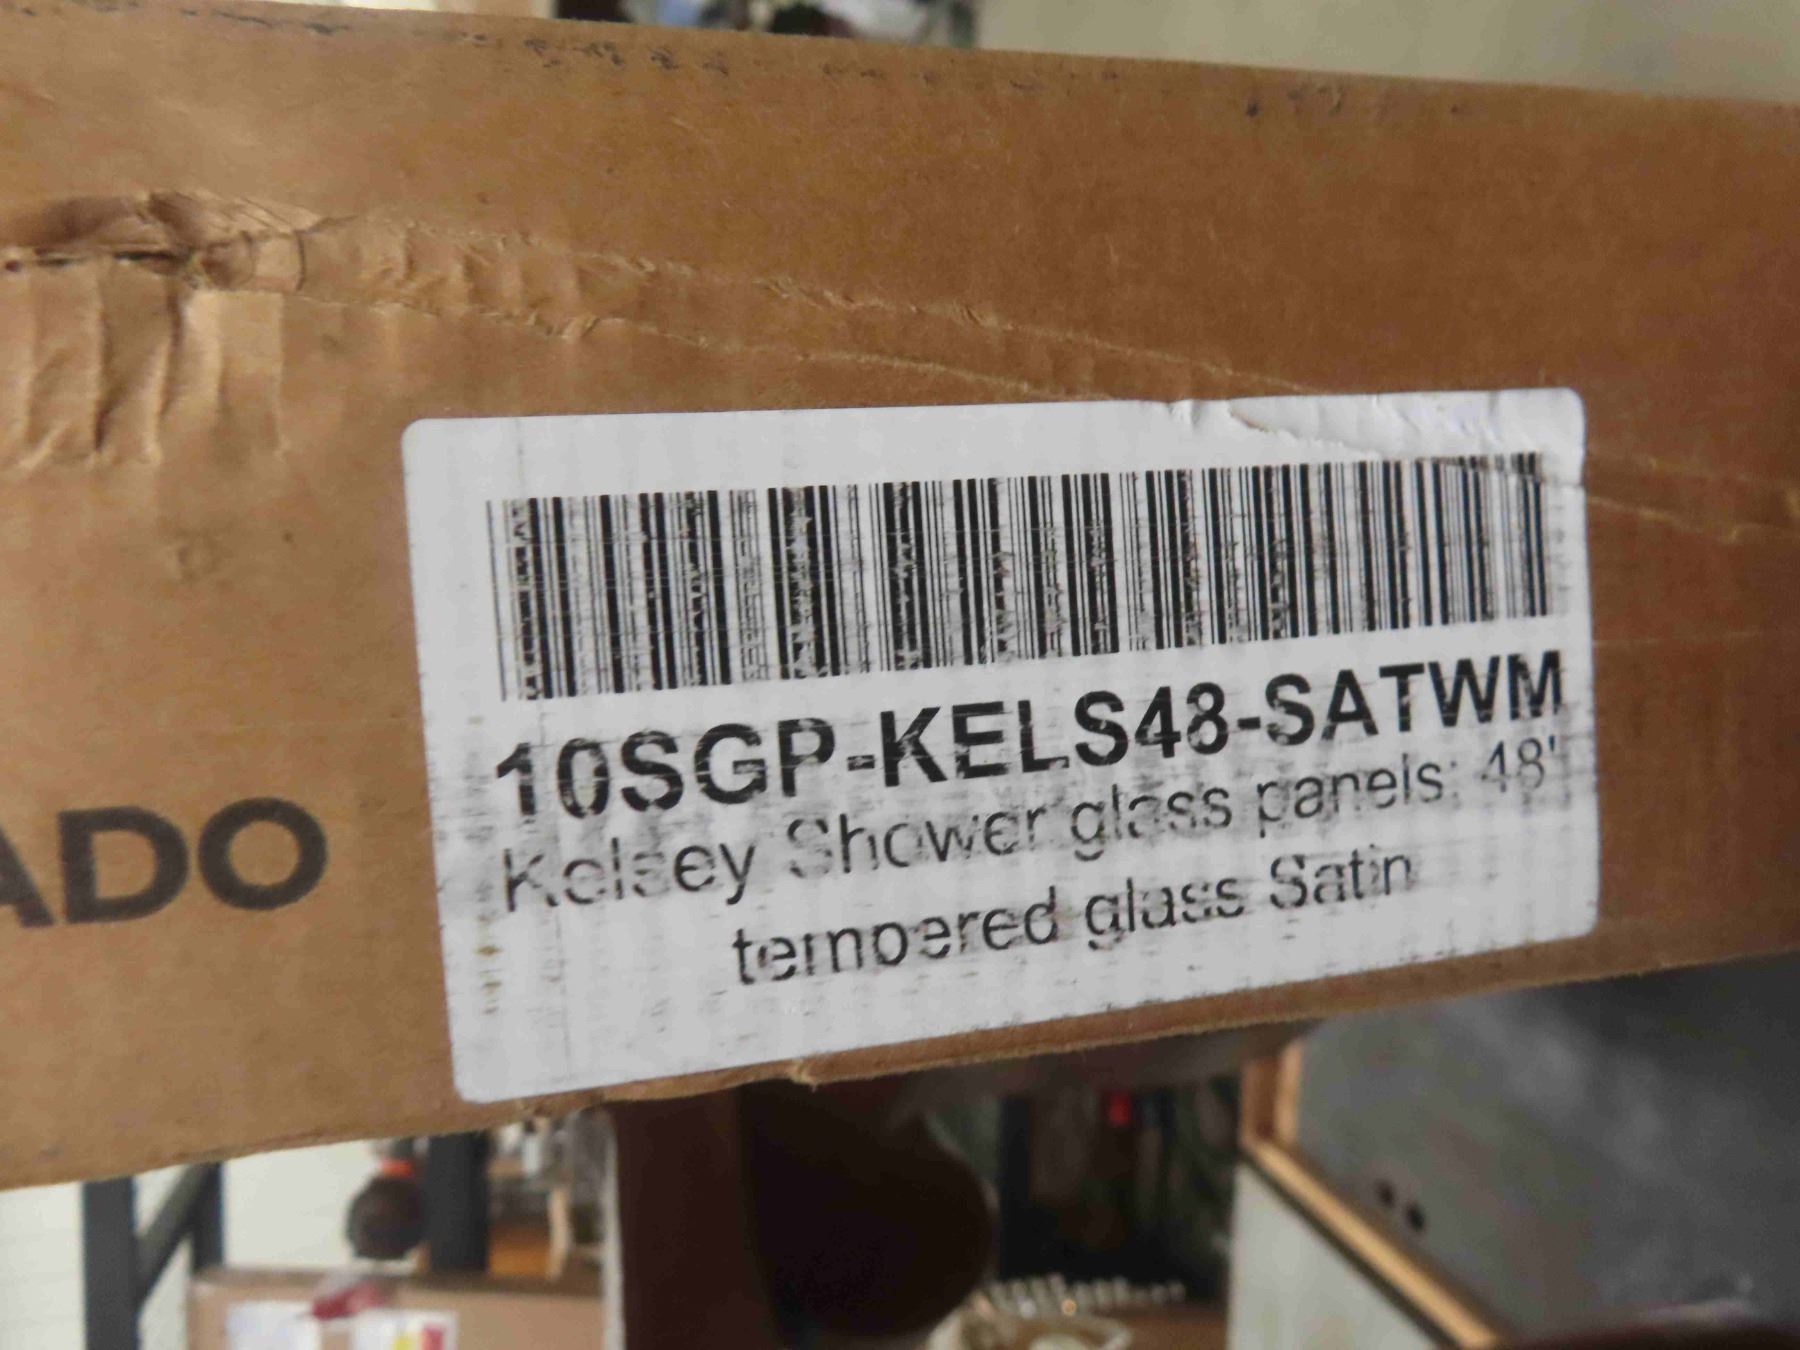 10SGP-KELS48-SATWM
Kelsey Shower glass panels: 48'
tempered glass Satin
ADO